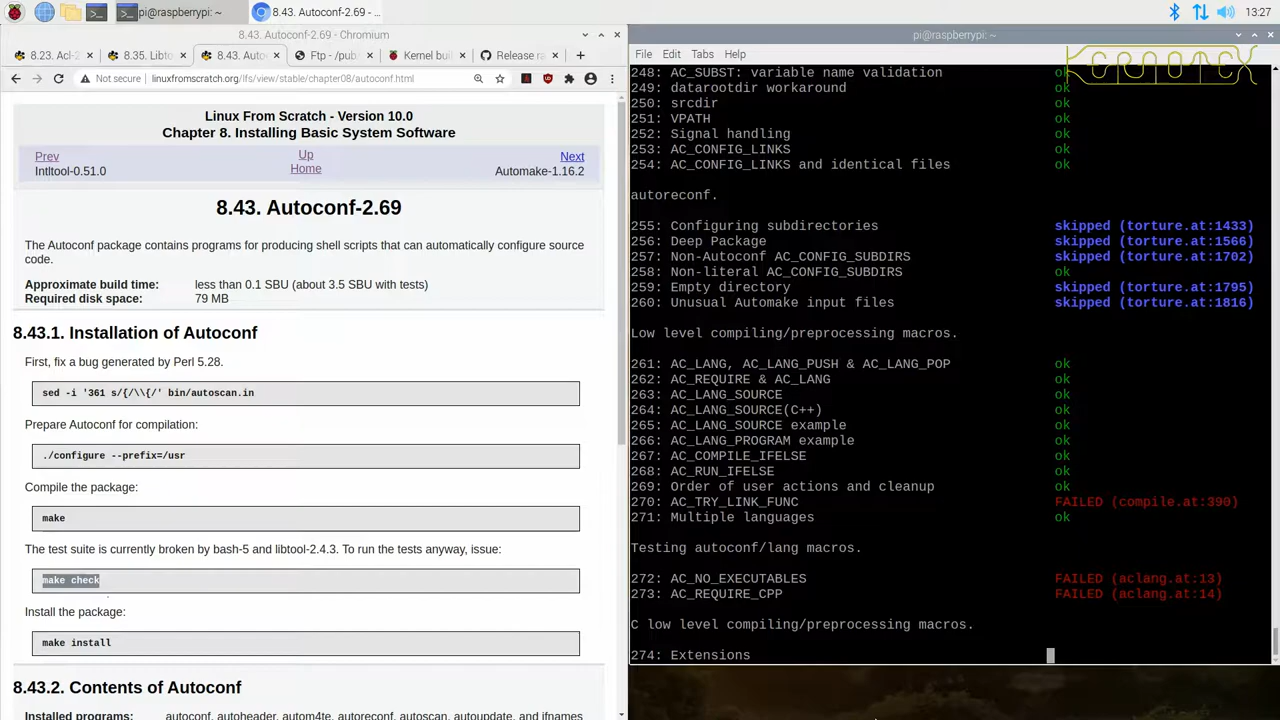 pi@raspberrypi: ~
8.43. Autoconf-2.69 - ...
13:27
8.43. Autoconf-2.69 - Chromium
8.23. Acl-2
8.35. Libto
8.43. Auto
Ftp - /pub
Kernel buil
Release ra
Not secure | linuxfromscratch.org/lfs/view/stable/chapter08/autoconf.html
Linux From Scratch - Version 10.0
Chapter 8. Installing Basic System Software
Prev
Up
Next
Intltool-0.51.0
Home
Automake-1.16.2
8.43. Autoconf-2.69
The Autoconf package contains programs for producing shell scripts that can automatically configure source
code.
Approximate build time: less than 0.1 SBU (about 3.5 SBU with tests)
Required disk space: 79 MB
8.43.1. Installation of Autoconf
First, fix a bug generated by Perl 5.28.
sed -i '361 s/{/\\{/' bin/autoscan.in
Prepare Autoconf for compilation:
./configure --prefix=/usr
Compile the package:
make
The test suite is currently broken by bash-5 and libtool-2.4.3. To run the tests anyway, issue:
make check
Install the package:
make install
8.43.2. Contents of Autoconf
Installed programs: autoconf, autoheader, autom4te, autoreconf, autoscan, autoupdate, and ifnames
pi@raspberrypi: ~
File Edit Tabs Help
248: AC_SUBST: variable name validation ok
249: datarootdir workaround ok
250: srcdir ok
251: VPATH ok
252: Signal handling ok
253: AC_CONFIG_LINKS ok
254: AC_CONFIG_LINKS and identical files ok
autoreconf.
255: Configuring subdirectories skipped (torture.at:1433)
256: Deep Package skipped (torture.at:1566)
257: Non-Autoconf AC_CONFIG_SUBDIRS skipped (torture.at:1702)
258: Non-literal AC_CONFIG_SUBDIRS ok
259: Empty directory skipped (torture.at:1795)
260: Unusual Automake input files skipped (torture.at:1816)
Low level compiling/preprocessing macros.
261: AC_LANG, AC_LANG_PUSH & AC_LANG_POP ok
262: AC_REQUIRE & AC_LANG ok
263: AC_LANG_SOURCE ok
264: AC_LANG_SOURCE(C++) ok
265: AC_LANG_SOURCE example ok
266: AC_LANG_PROGRAM example ok
267: AC_COMPILE_IFELSE ok
268: AC_RUN_IFELSE ok
269: Order of user actions and cleanup ok
270: AC_TRY_LINK_FUNC FAILED (compile.at:390)
271: Multiple languages ok
Testing autoconf/lang macros.
272: AC_NO_EXECUTABLES FAILED (aclang.at:13)
273: AC_REQUIRE_CPP FAILED (aclang.at:14)
C low level compiling/preprocessing macros.
274: Extensions